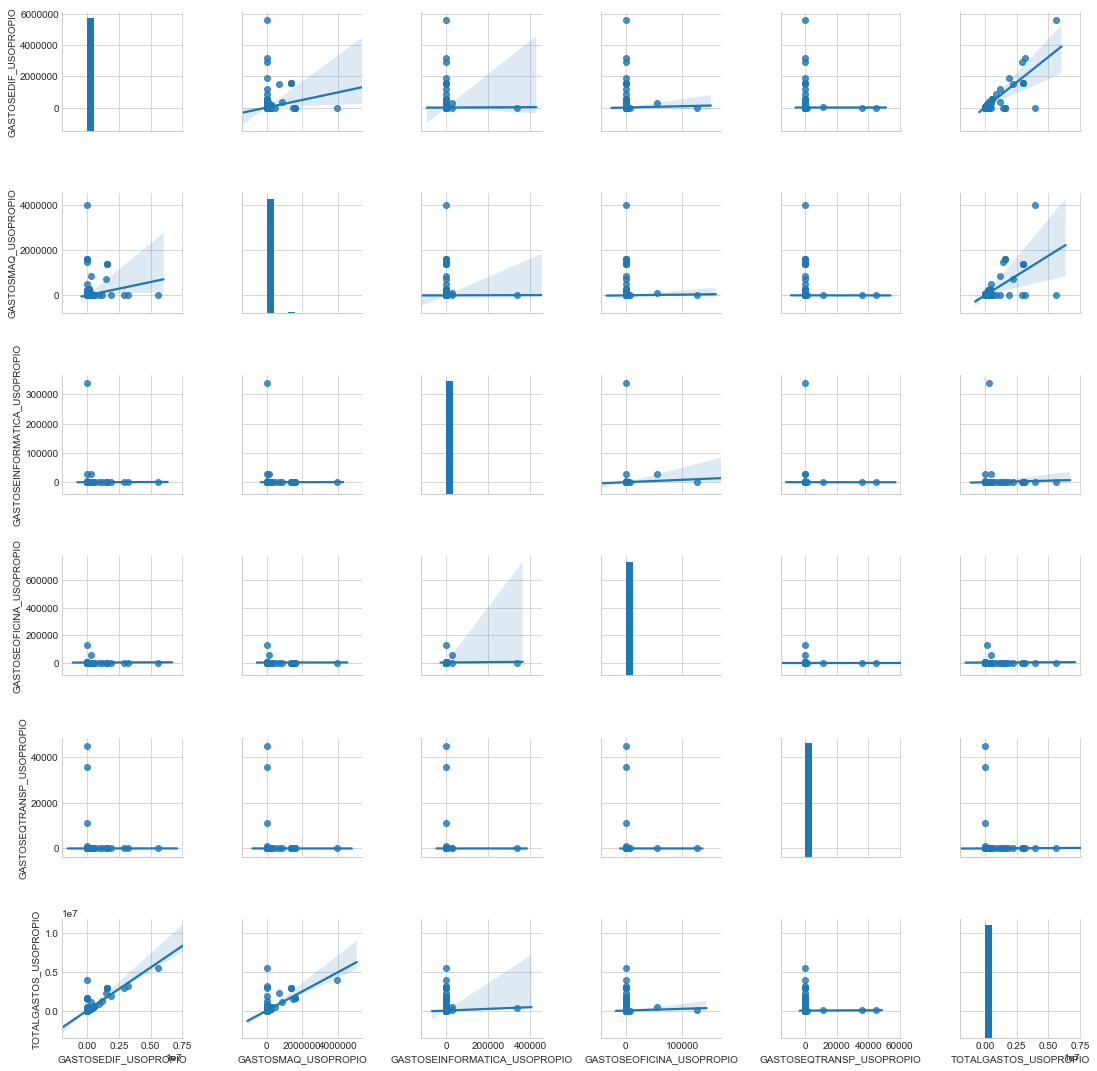 GASTOSEDIF_USOPROPIO
6000000
4000000
2000000
0
GASTOSMAQ_USOPROPIO
4000000
2000000
0
GASTOSEINFORMATICA_USOPROPIO
300000
200000
100000
0
GASTOSEOFICINA_USOPROPIO
600000
400000
200000
0
GASTOSEQTRANSP_USOPROPIO
40000
20000
0
TOTALGASTOS_USOPROPIO
1e7
1.0
0.5
0.0
0.00 0.25 0.50 0.75
1e7
GASTOSEDIF_USOPROPIO
0 2000000 4000000
GASTOSMAQ_USOPROPIO
0 200000 400000
GASTOSEINFORMATICA_USOPROPIO
0 100000
GASTOSEOFICINA_USOPROPIO
0 20000 40000 60000
GASTOSEQTRANSP_USOPROPIO
0.00 0.25 0.50 0.75
1e7
TOTALGASTOS_USOPROPIO